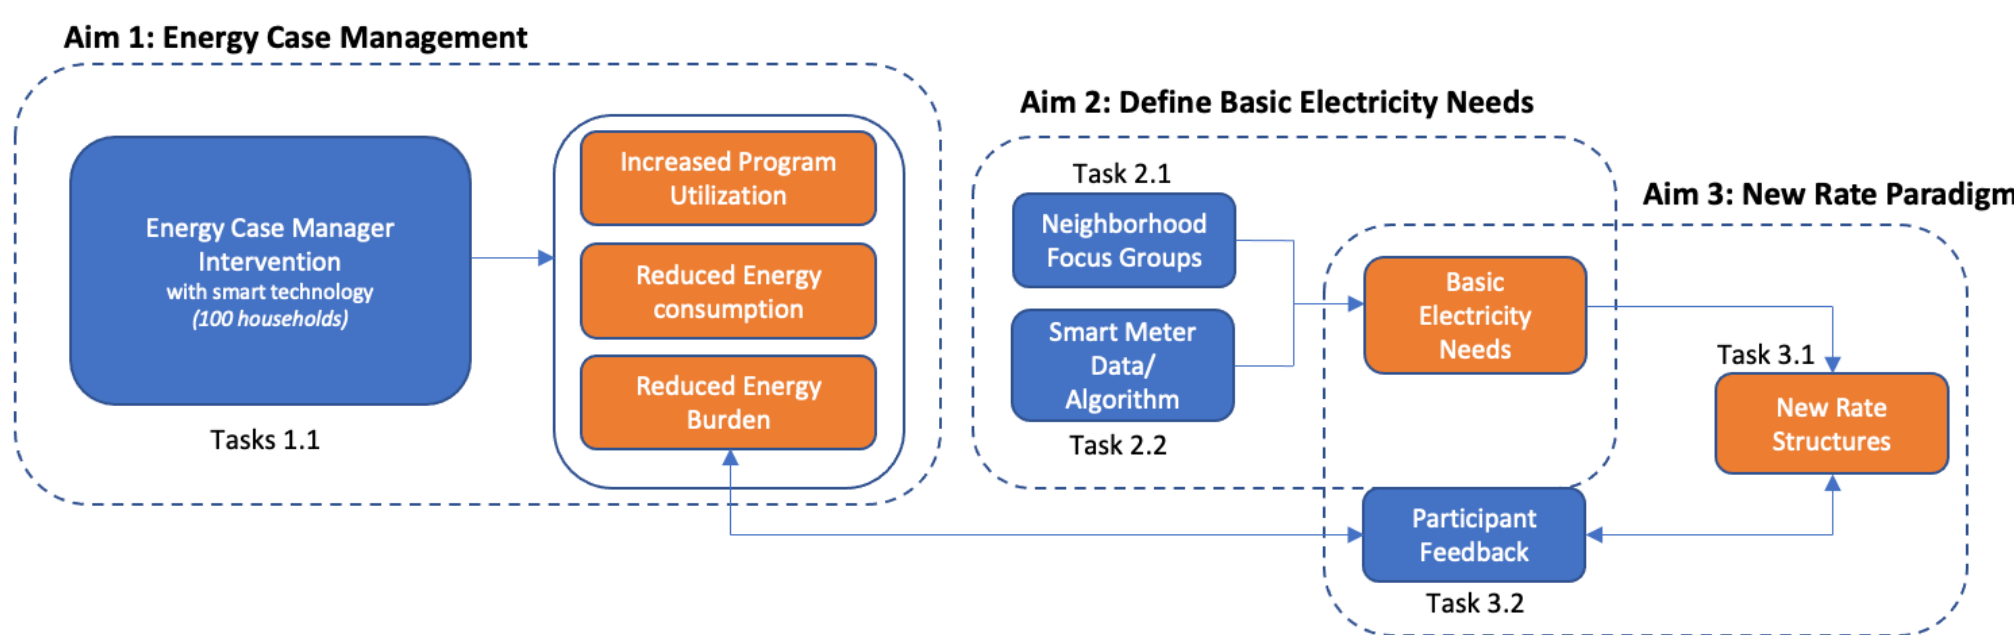 Aim 1: Energy Case Management
Energy Case Manager
Intervention
with smart technology
(100 households)
Tasks 1.1
Increased Program
Utilization
Reduced Energy
consumption
Reduced Energy
Burden
Aim 2: Define Basic Electricity Needs
Task 2.1
Neighborhood
Focus Groups
Smart Meter
Data/
Algorithm
Task 2.2
Basic
Electricity
Needs
Aim 3: New Rate Paradigm
Task 3.1
New Rate
Structures
Participant
Feedback
Task 3.2